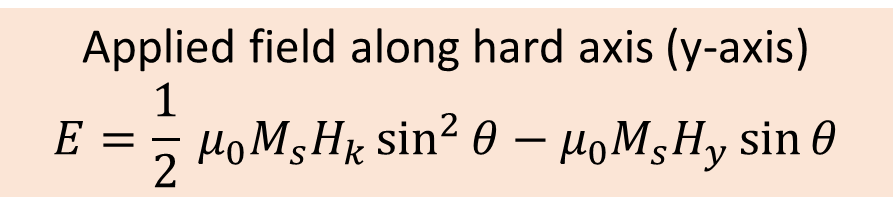 Applied field along hard axis (y-axis)
E = 1/2 μ₀MₛHₖ sin² θ − μ₀MₛH_y sin θ